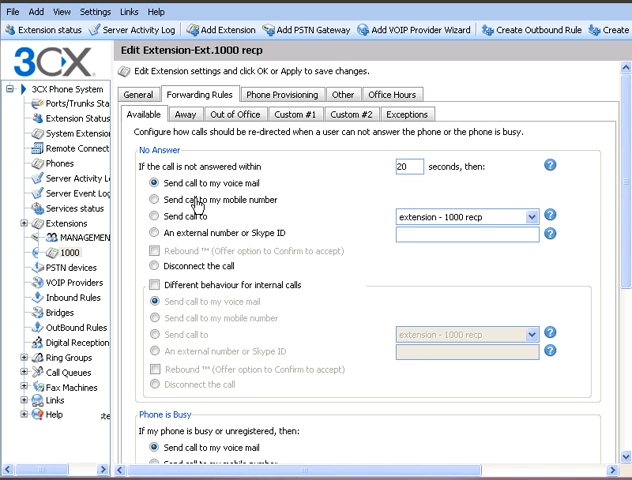 File Add View Settings Links Help
Extension status Server Activity Log Add Extension Add PSTN Gateway Add VOIP Provider Wizard Create Outbound Rule Create
3CX
Edit Extension-Ext.1000 recp
Edit Extension settings and click OK or Apply to save changes.
3CX Phone System
Ports/Trunks Sta
Extension Status
System Extension
Remote Connect
Phones
Server Activity L
Server Event Log
Services status
Extensions
MANAGEMEN
1000
PSTN devices
VOIP Providers
Inbound Rules
Bridges
OutBound Rules
Digital Reception
Ring Groups
Call Queues
Fax Machines
Links
Help
General Forwarding Rules Phone Provisioning Other Office Hours
Available Away Out of Office Custom #1 Custom #2 Exceptions
Configure how calls should be re-directed when a user can not answer the phone or the phone is busy.
No Answer
If the call is not answered within 20 seconds, then:
Send call to my voice mail
Send call to my mobile number
Send call to extension - 1000 recp
An external number or Skype ID
Rebound ™ (Offer option to Confirm to accept)
Disconnect the call
Different behaviour for internal calls
Send call to my voice mail
Send call to my mobile number
Send call to extension - 1000 recp
An external number or Skype ID
Rebound ™ (Offer option to Confirm to accept)
Disconnect the call
Phone is Busy
If my phone is busy or unregistered, then:
Send call to my voice mail
Send call to my mobile number